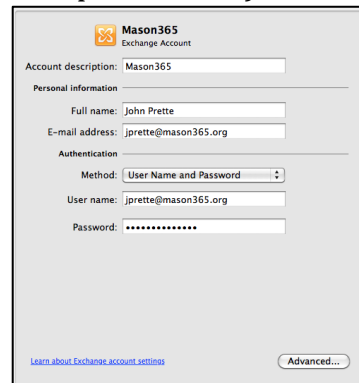 Mason365
Exchange Account
Account description: Mason365
Personal information
Full name: John Prette
E-mail address: jprette@mason365.org
Authentication
Method: User Name and Password
User name: jprette@mason365.org
Password: ••••••••••••••
Learn about Exchange account settings
Advanced...